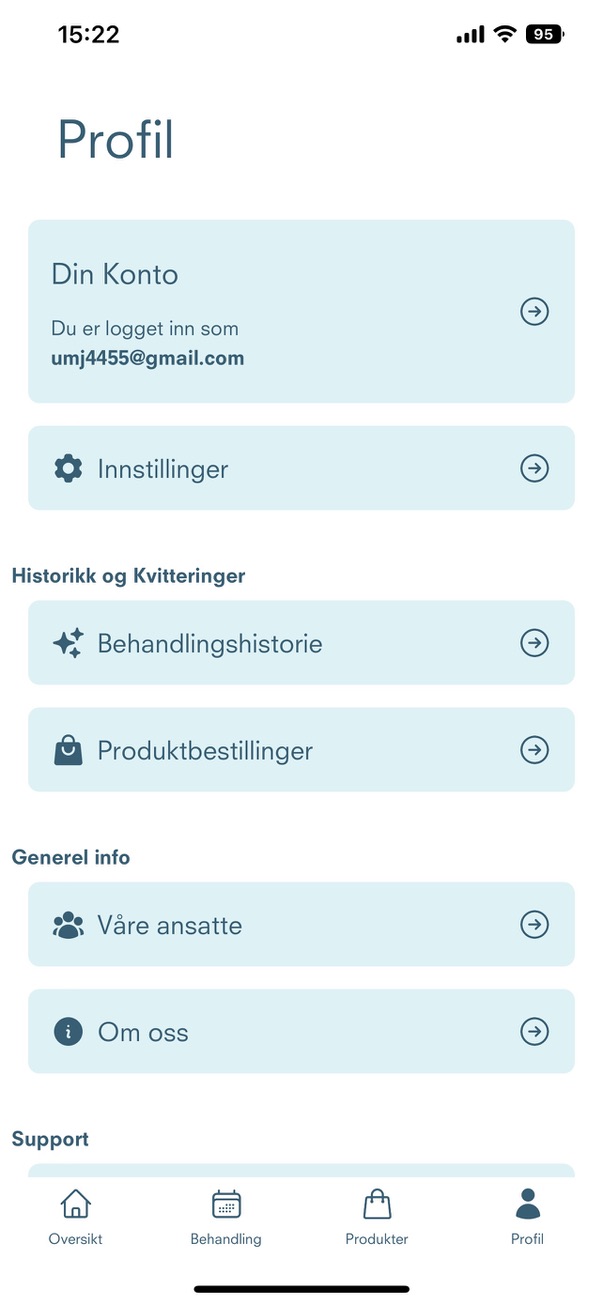 15:22
95
Profil
Din Konto
Du er logget inn som
umj4455@gmail.com
Innstillinger
Historikk og Kvitteringer
Behandlingshistorie
Produktbestillinger
Generel info
Våre ansatte
Om oss
Support
Oversikt
Behandling
Produkter
Profil